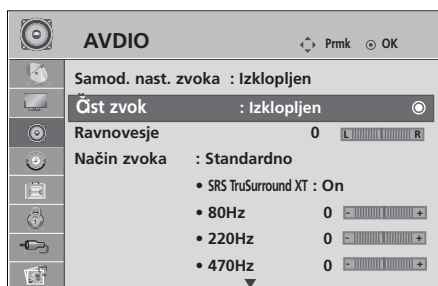 AVDIO Prmk OK
Samod. nast. zvoka : Izklopljen
Čist zvok : Izklopljen
Ravnovesje 0 L R
Način zvoka : Standardno
• SRS TruSurround XT : On
• 80Hz 0 - +
• 220Hz 0 - +
• 470Hz 0 - +